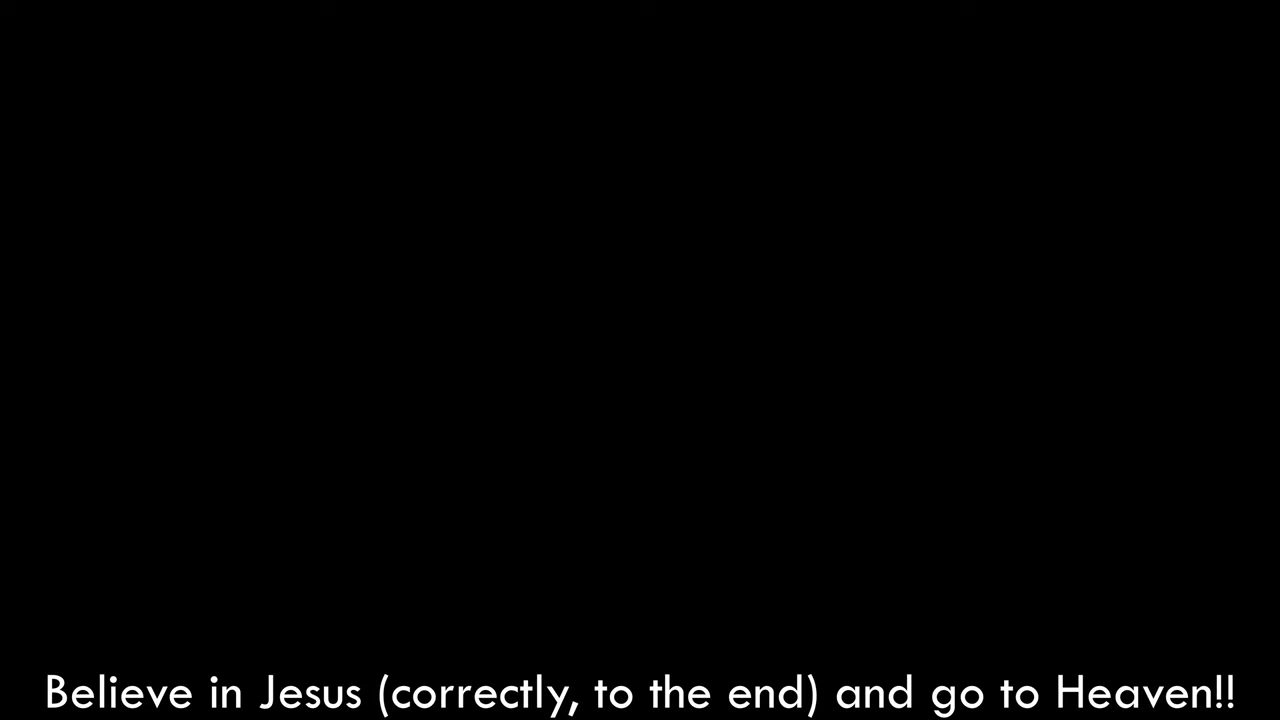 Believe in Jesus (correctly, to the end) and go to Heaven!!